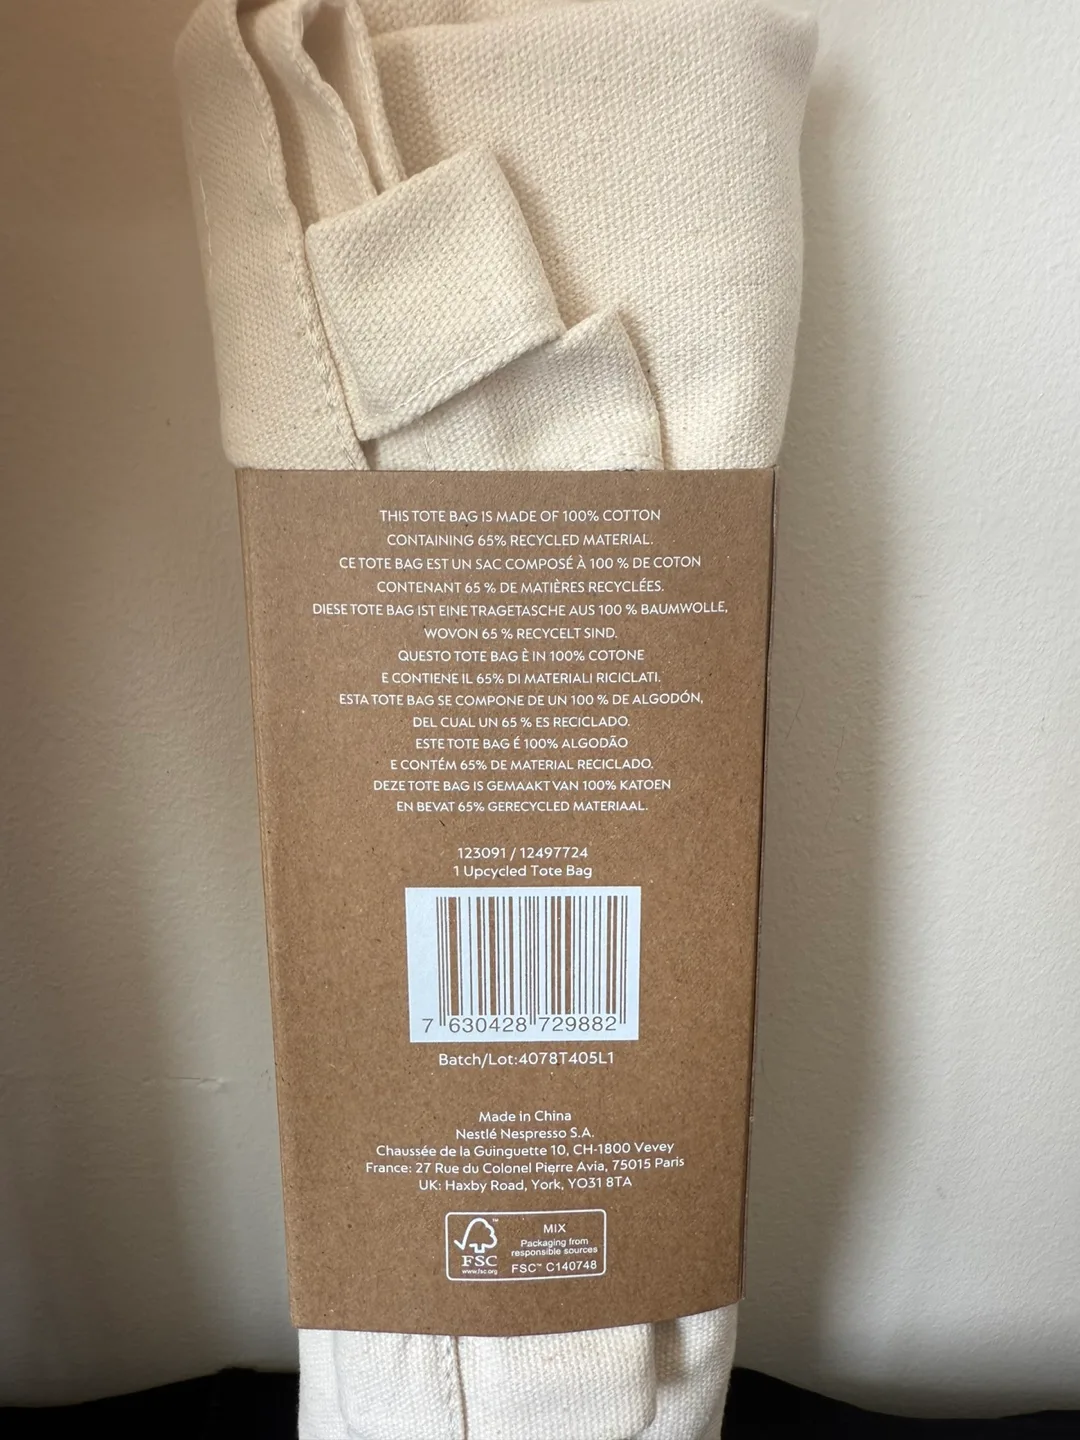 THIS TOTE BAG IS MADE OF 100% COTTON
CONTAINING 65% RECYCLED MATERIAL.
CE TOTE BAG EST UN SAC COMPOSÉ À 100 % DE COTON
CONTENANT 65 % DE MATIÈRES RECYCLÉES.
DIESE TOTE BAG IST EINE TRAGETASCHE AUS 100 % BAUMWOLLE,
WOVON 65 % RECYCELT SIND.
QUESTO TOTE BAG È IN 100% COTONE
E CONTIENE IL 65% DI MATERIALI RICICLATI.
ESTA TOTE BAG SE COMPONE DE UN 100 % DE ALGODÓN,
DEL CUAL UN 65 % ES RECICLADO.
ESTE TOTE BAG É 100% ALGODÃO
E CONTÉM 65% DE MATERIAL RECICLADO.
DEZE TOTE BAG IS GEMAAKT VAN 100% KATOEN
EN BEVAT 65% GERECYCLED MATERIAAL.
123091 / 12497724
1 Upcycled Tote Bag
7 630428 729882
Batch/Lot:4078T405L1
Made in China
Nestlé Nespresso S.A.
Chaussée de la Guinguette 10, CH-1800 Vevey
France: 27 Rue du Colonel Pierre Avia, 75015 Paris
UK: Haxby Road, York, YO31 8TA
FSC
www.fsc.org
MIX
Packaging from
responsible sources
FSC™ C140748